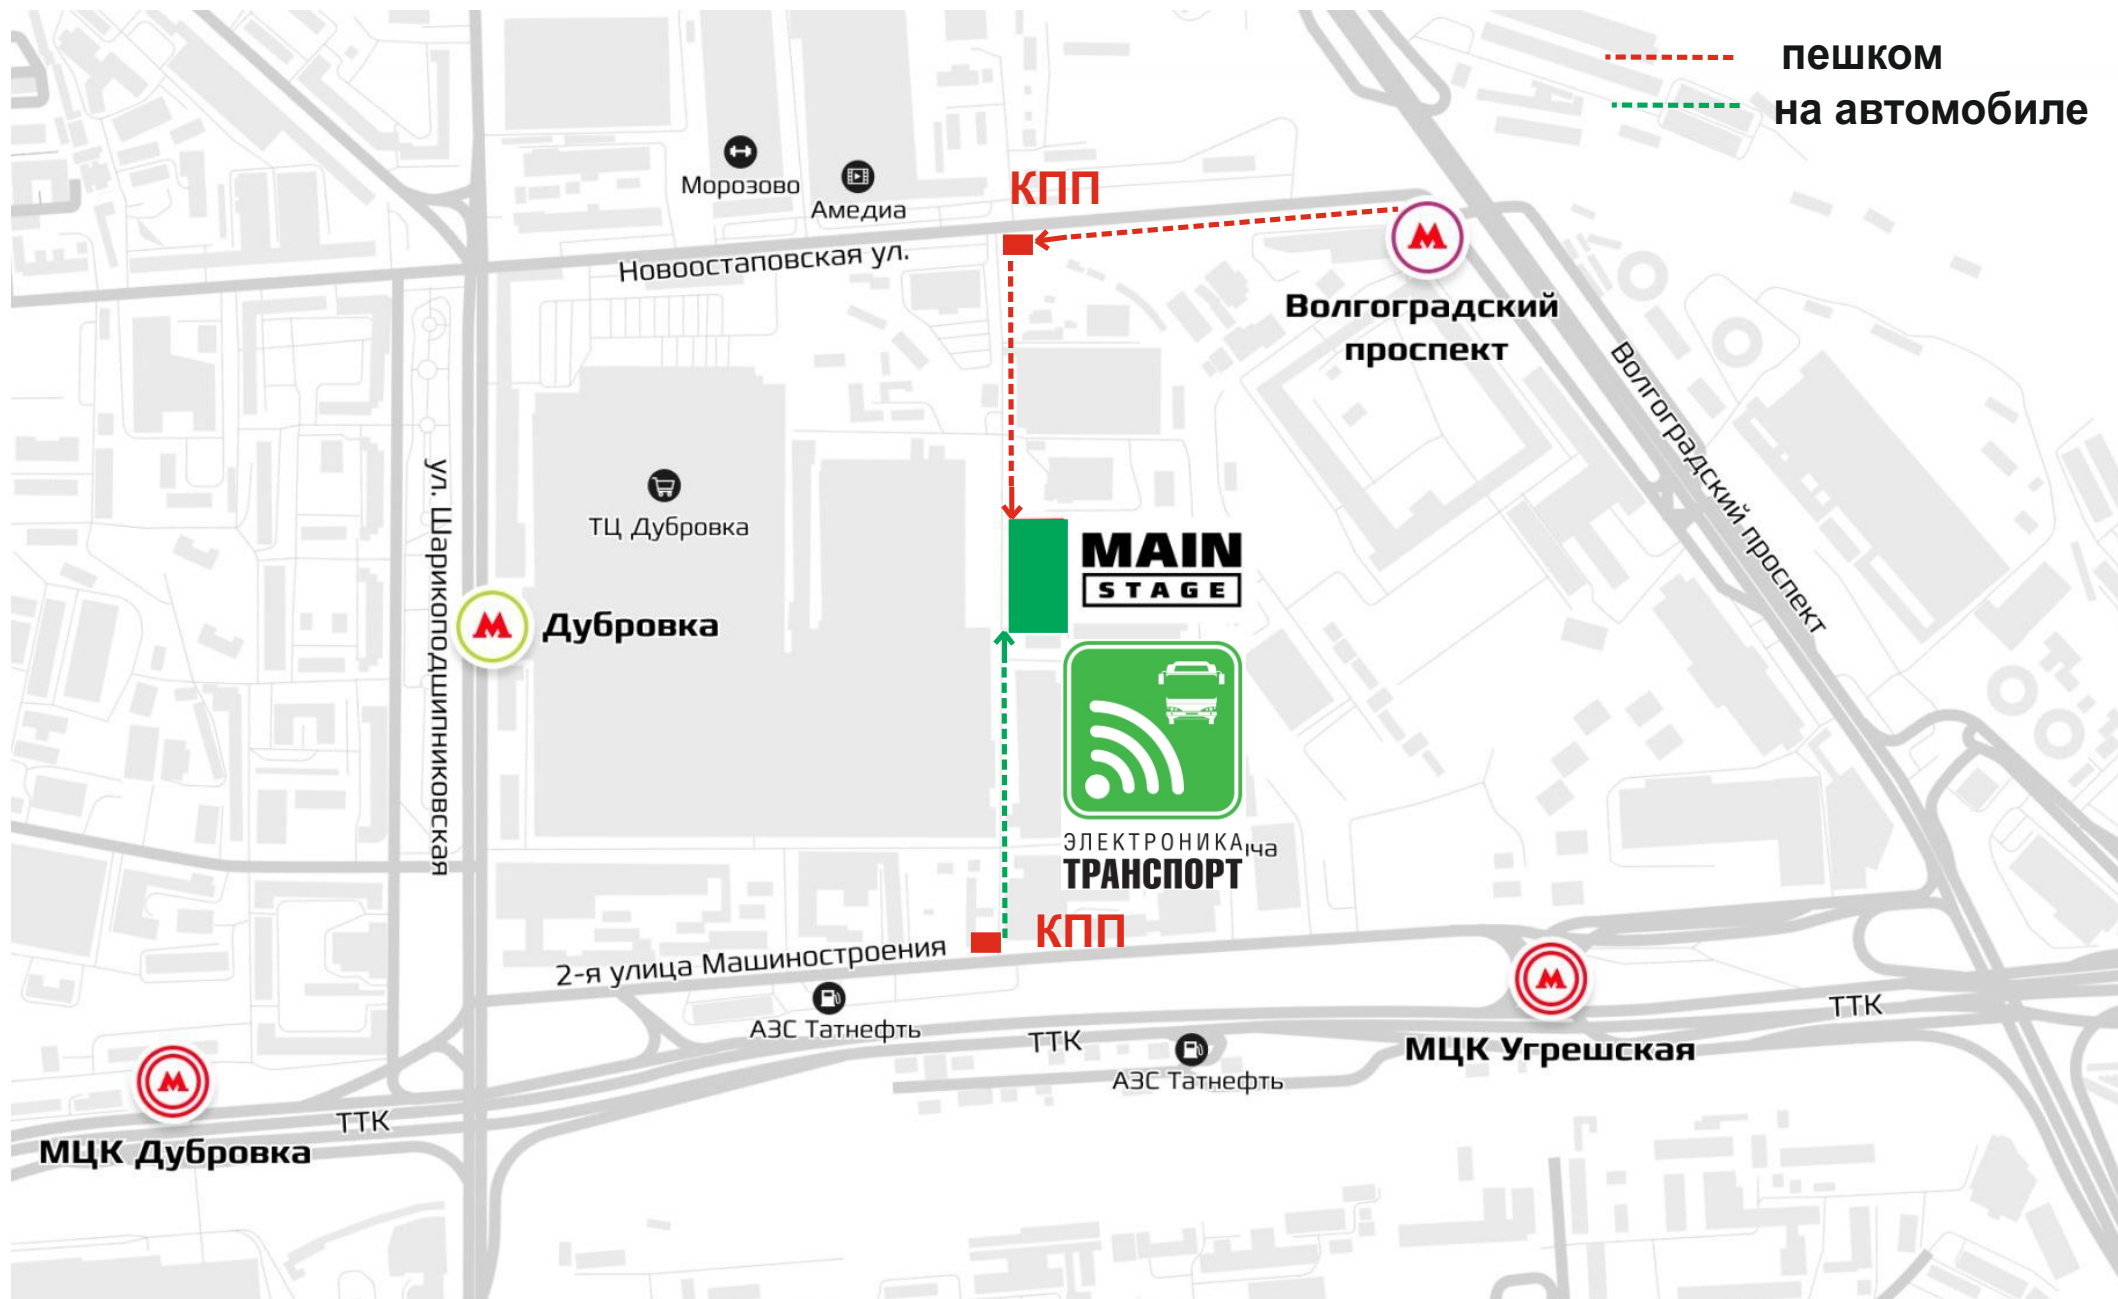 пешком
на автомобиле
Морозово
Амедиа
КПП
Новоостаповская ул.
Волгоградский
проспект
Волгоградский проспект
ул. Шарикоподшипниковская
ТЦ Дубровка
MAIN
STAGE
Дубровка
ЭЛЕКТРОНИКА
ТРАНСПОРТ
КПП
2-я улица Машиностроения
АЗС Татнефть
ТТК
АЗС Татнефть
МЦК Угрешская
ТТК
МЦК Дубровка
ТТК